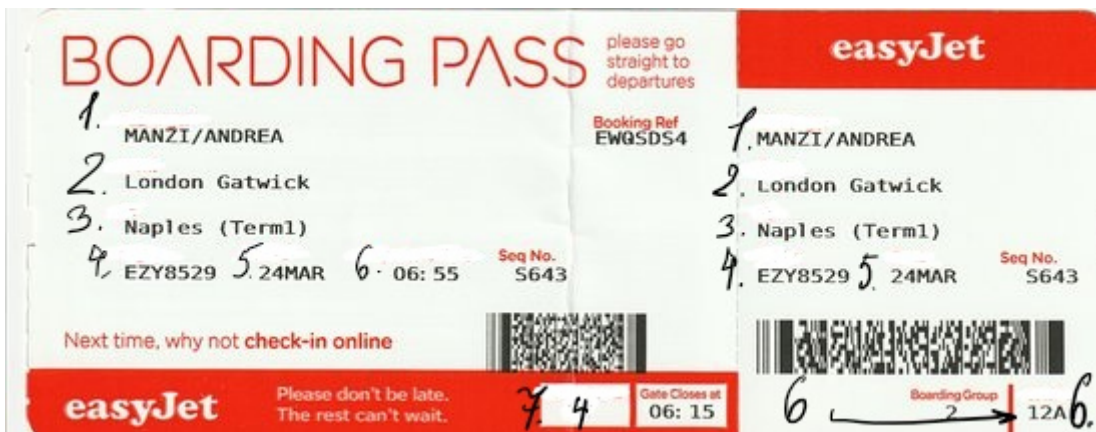 BOARDING PASS
please go
straight to
departures
easyJet
1. MANZI/ANDREA
Booking Ref
EWQSDS4
1. MANZI/ANDREA
2. London Gatwick
2. London Gatwick
3. Naples (Term1)
3. Naples (Term1)
4. EZY8529 5. 24MAR 6. 06: 55
Seq No.
S643
4. EZY8529 5. 24MAR
Seq No.
S643
Next time, why not check-in online
easyJet
Please don't be late.
The rest can't wait.
7. 4
Gate Closes at
06: 15
6
Boarding Group
2
12A 6.